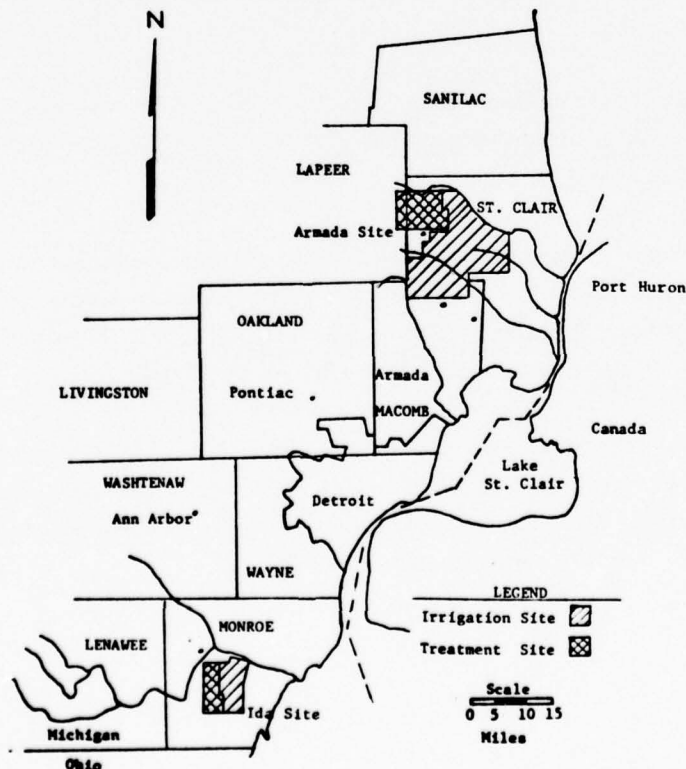 N
SANILAC
LAPEER
ST. CLAIR
Armada Site
Port Huron
OAKLAND
Armada
LIVINGSTON
Pontiac
MACOMB
Canada
Lake
St. Clair
WASHTENAW
Detroit
Ann Arbor
WAYNE
LEGEND
Irrigation Site
Treatment Site
MONROE
LENAWEE
Ida Site
Scale
0 5 10 15
Miles
Michigan
Ohio